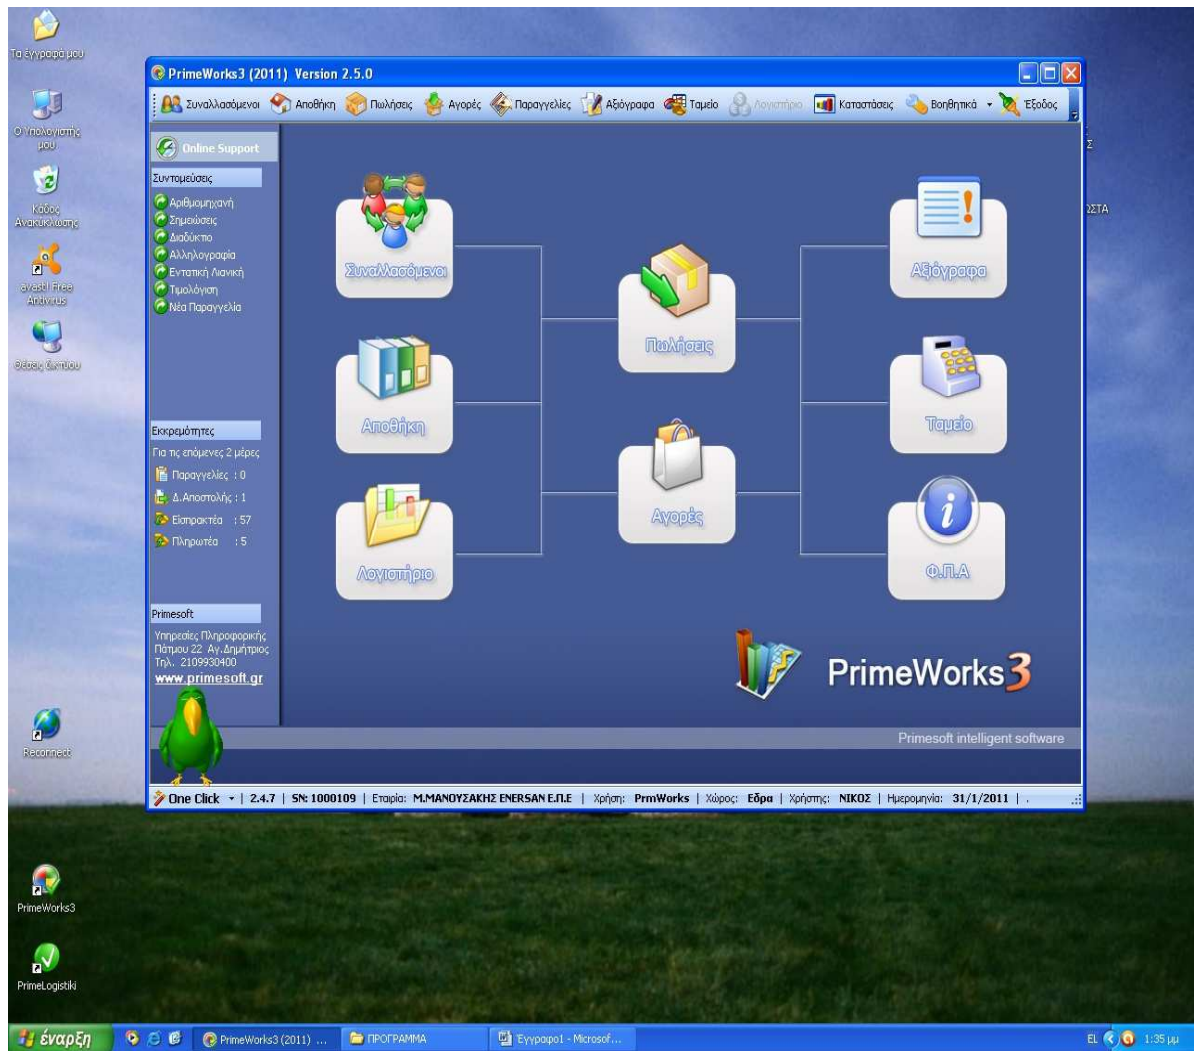 Τα έγγραφά μου
Ο Υπολογιστής
μου
Κάδος
Ανακύκλωσης
avast! Free
Antivirus
Θέσεις δικτύου
Reconnect
PrimeWorks3
PrimeLogistiki
ΩΣΤΑ
PrimeWorks3 (2011) Version 2.5.0
Συναλλασόμενοι Αποθήκη Πωλήσεις Αγορές Παραγγελίες Αξιόγραφα Ταμείο Λογιστήριο Καταστάσεις Βοηθητικά Έξοδος
Online Support
Συντομεύσεις
Αριθμομηχανή
Σημειώσεις
Διαδύκτιο
Αλληλογραφία
Εντατική Λιανική
Τιμολόγιση
Νέα Παραγγελία
Εκκρεμότητες
Για τις επόμενες 2 μέρες
Παραγγελίες : 0
Δ.Αποστολής : 1
Εισπρακτέα : 57
Πληρωτέα : 5
Primesoft
Υπηρεσίες Πληροφορικής
Πάτμου 22 Αγ.Δημήτριος
Τηλ. 2109930400
www.primesoft.gr
Συναλλασόμενοι
Αξιόγραφα
Πωλήσεις
Αποθήκη
Ταμείο
Αγορές
Λογιστήριο
Φ.Π.Α
PrimeWorks3
Primesoft intelligent software
One Click | 2.4.7 | SN: 1000109 | Εταιρία: Μ.ΜΑΝΟΥΣΑΚΗΣ ENERSAN Ε.Π.Ε | Χρήση: PrmWorks | Χώρος: Εδρα | Χρήστης: ΝΙΚΟΣ | Ημερομηνία: 31/1/2011 | .
έναρξη PrimeWorks3 (2011) ... ΠΡΟΓΡΑΜΜΑ Έγγραφο1 - Microsof... EL 1:35 μμ